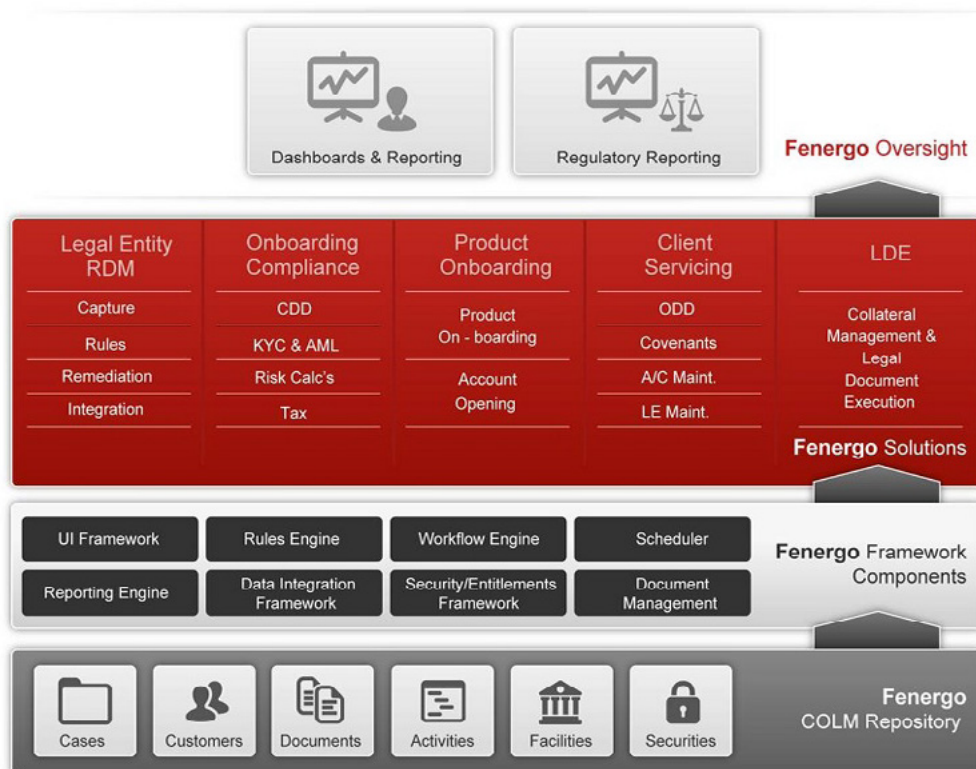 Dashboards & Reporting
Regulatory Reporting
Fenergo Oversight
Legal Entity
RDM
Capture
Rules
Remediation
Integration
Onboarding
Compliance
CDD
KYC & AML
Risk Calc's
Tax
Product
Onboarding
Product
On - boarding
Account
Opening
Client
Servicing
ODD
Covenants
A/C Maint.
LE Maint.
LDE
Collateral
Management &
Legal
Document
Execution
Fenergo Solutions
UI Framework
Rules Engine
Workflow Engine
Scheduler
Reporting Engine
Data Integration
Framework
Security/Entitlements
Framework
Document
Management
Fenergo Framework
Components
Cases
Customers
Documents
Activities
Facilities
Securities
Fenergo
COLM Repository